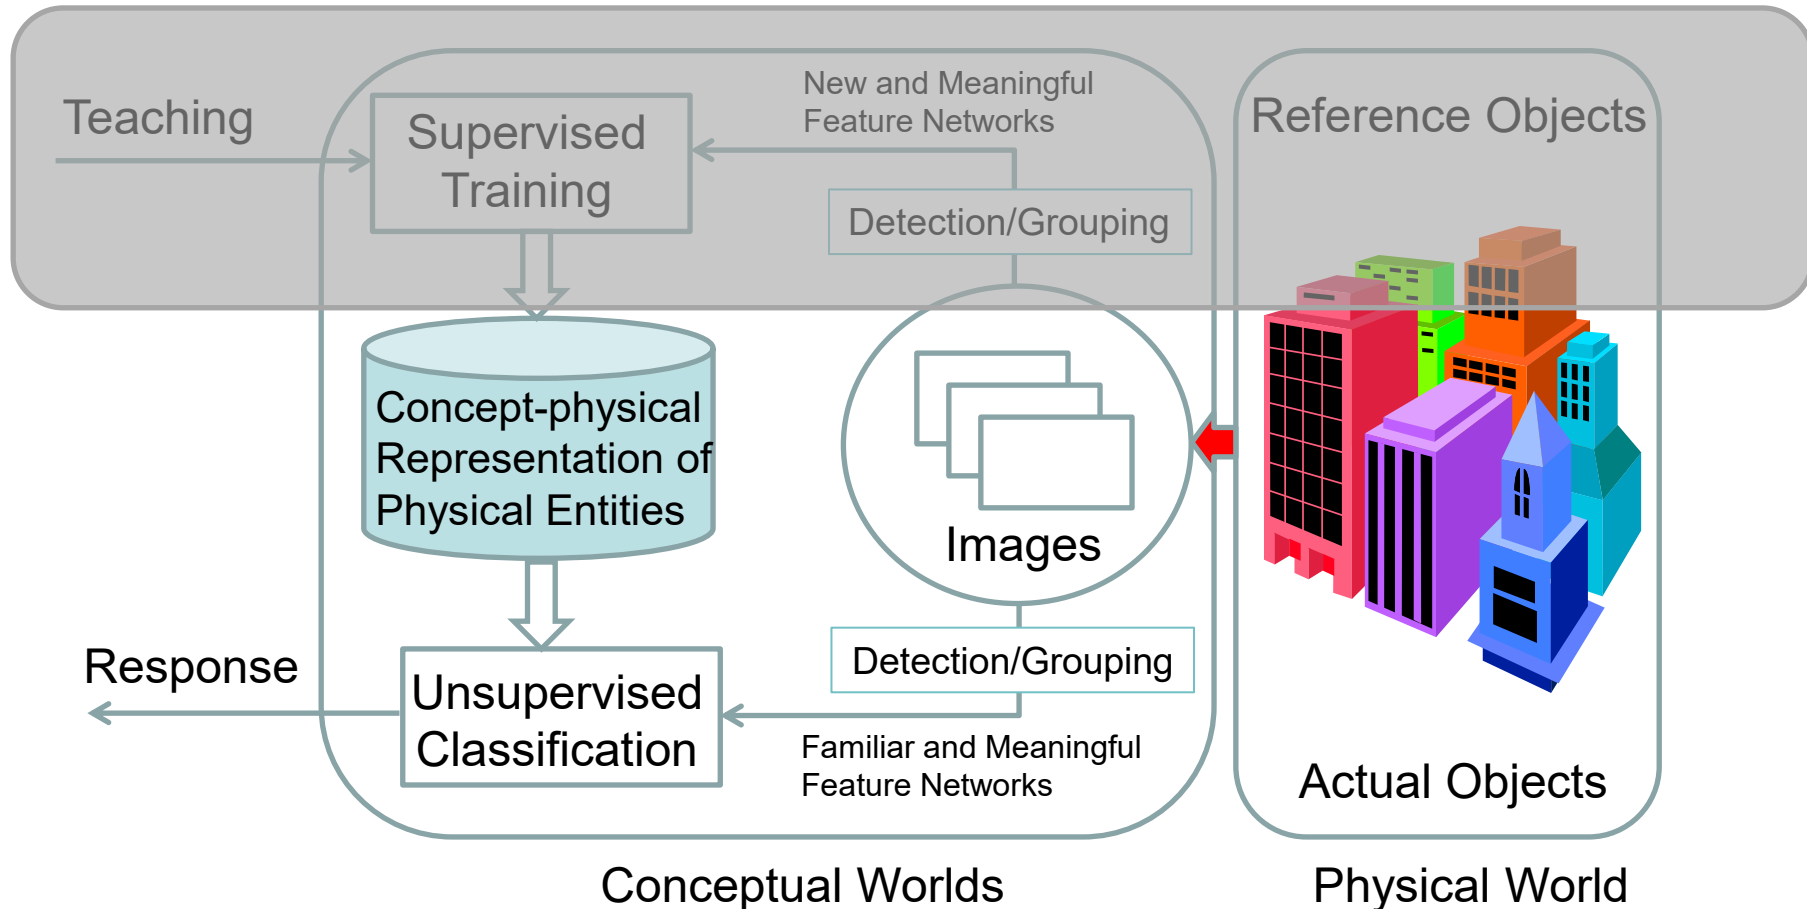 Teaching
Supervised
Training
New and Meaningful
Feature Networks
Detection/Grouping
Reference Objects
Concept-physical
Representation of
Physical Entities
Images
Response
Unsupervised
Classification
Detection/Grouping
Familiar and Meaningful
Feature Networks
Actual Objects
Conceptual Worlds
Physical World